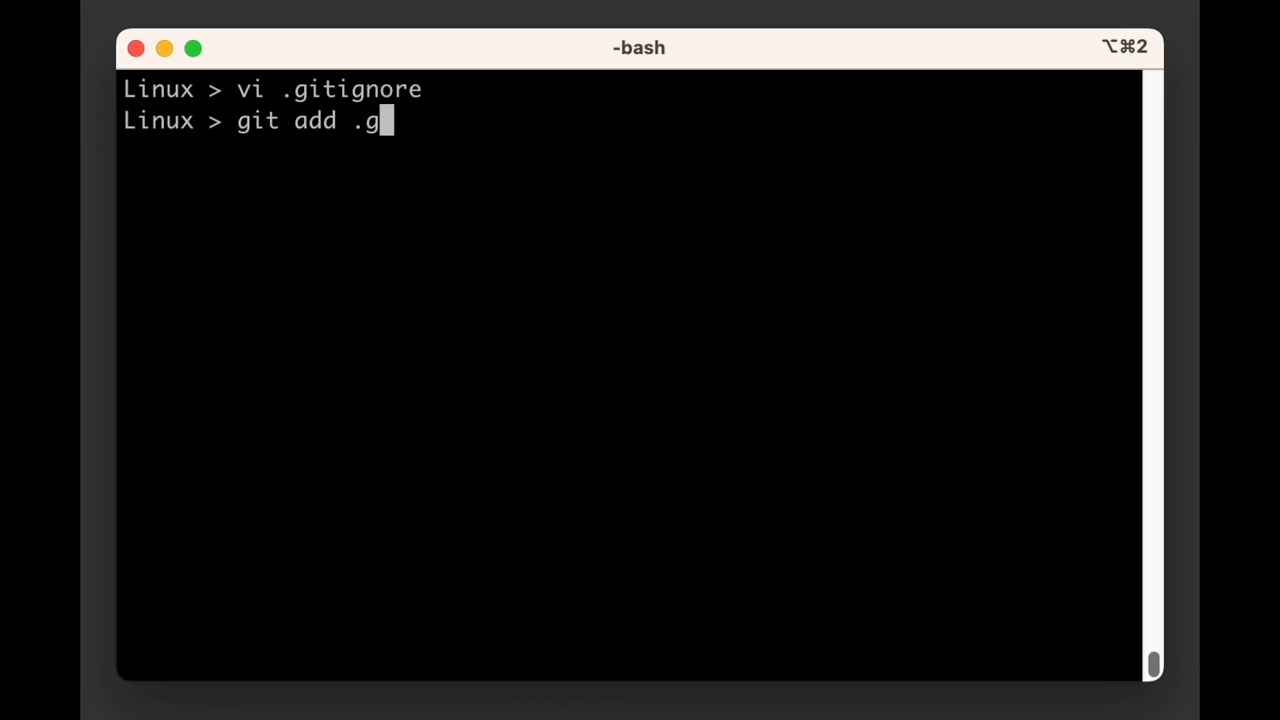 -bash
⌥⌘2
Linux > vi .gitignore
Linux > git add .g